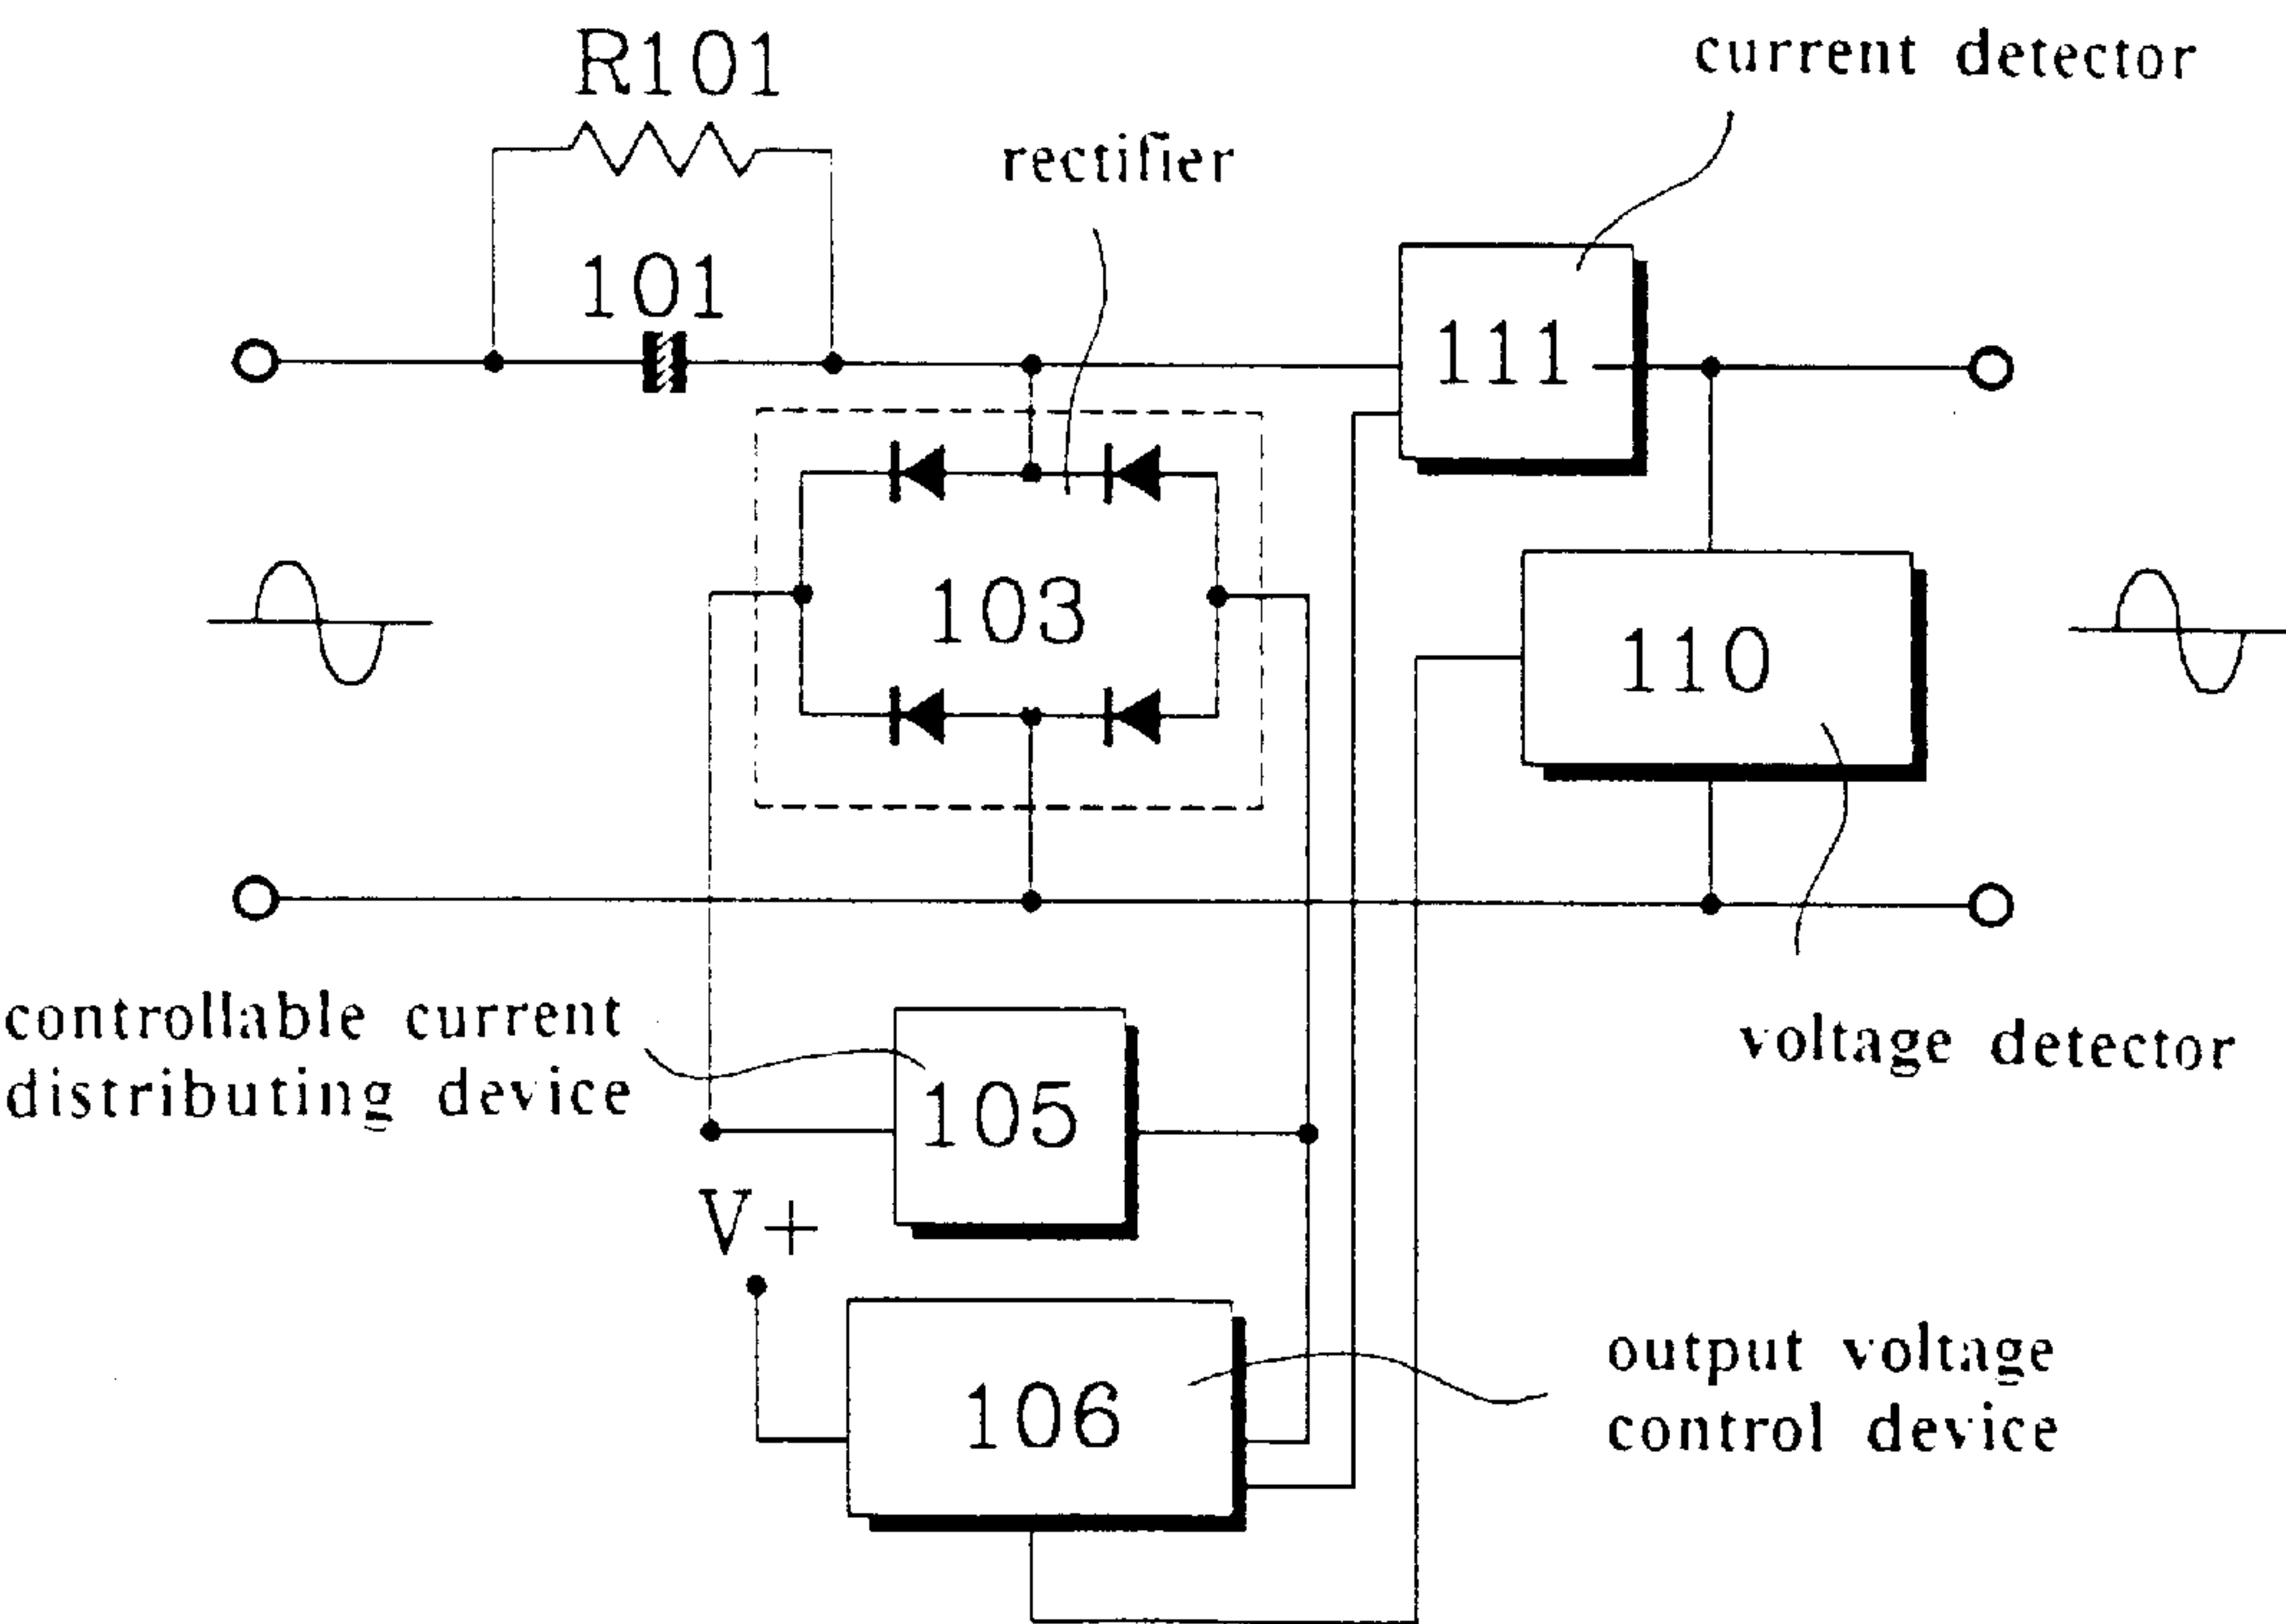 R101
current detector
rectifier
101
111
103
110
controllable current
distributing device
105
voltage detector
V+
106
output voltage
control device